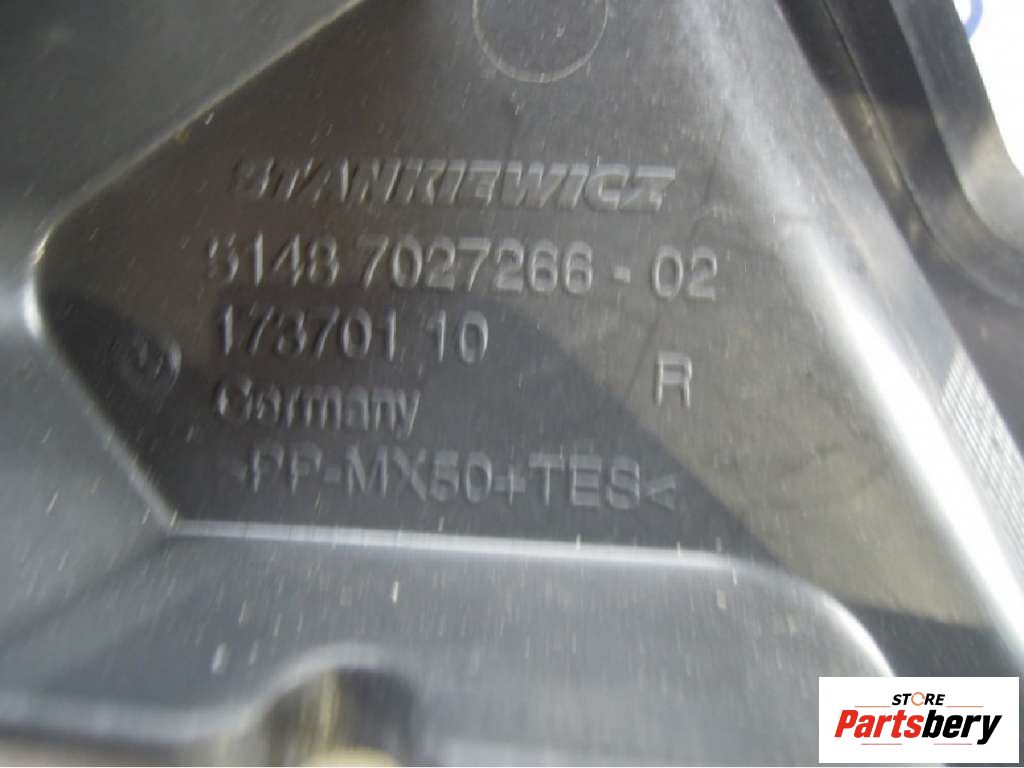 STANKIEWICZ
5148 7027266 - 02
173701 10
R
Germany
>PP-MX50+TES<
STORE
Partsbery